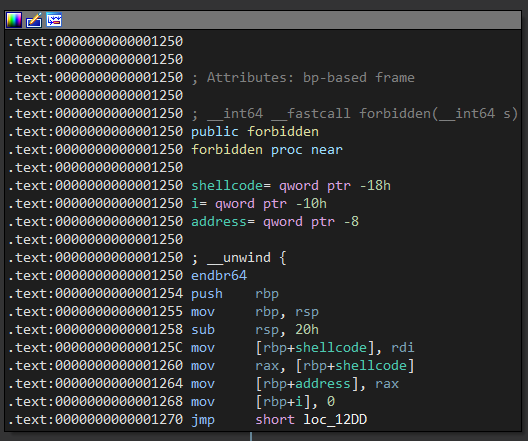 .text:0000000000001250
.text:0000000000001250
.text:0000000000001250 ; Attributes: bp-based frame
.text:0000000000001250
.text:0000000000001250 ; __int64 __fastcall forbidden(__int64 s)
.text:0000000000001250 public forbidden
.text:0000000000001250 forbidden proc near
.text:0000000000001250
.text:0000000000001250 shellcode= qword ptr -18h
.text:0000000000001250 i= qword ptr -10h
.text:0000000000001250 address= qword ptr -8
.text:0000000000001250
.text:0000000000001250 ; __unwind {
.text:0000000000001250 endbr64
.text:0000000000001254 push    rbp
.text:0000000000001255 mov     rbp, rsp
.text:0000000000001258 sub     rsp, 20h
.text:000000000000125C mov     [rbp+shellcode], rdi
.text:0000000000001260 mov     rax, [rbp+shellcode]
.text:0000000000001264 mov     [rbp+address], rax
.text:0000000000001268 mov     [rbp+i], 0
.text:0000000000001270 jmp     short loc_12DD